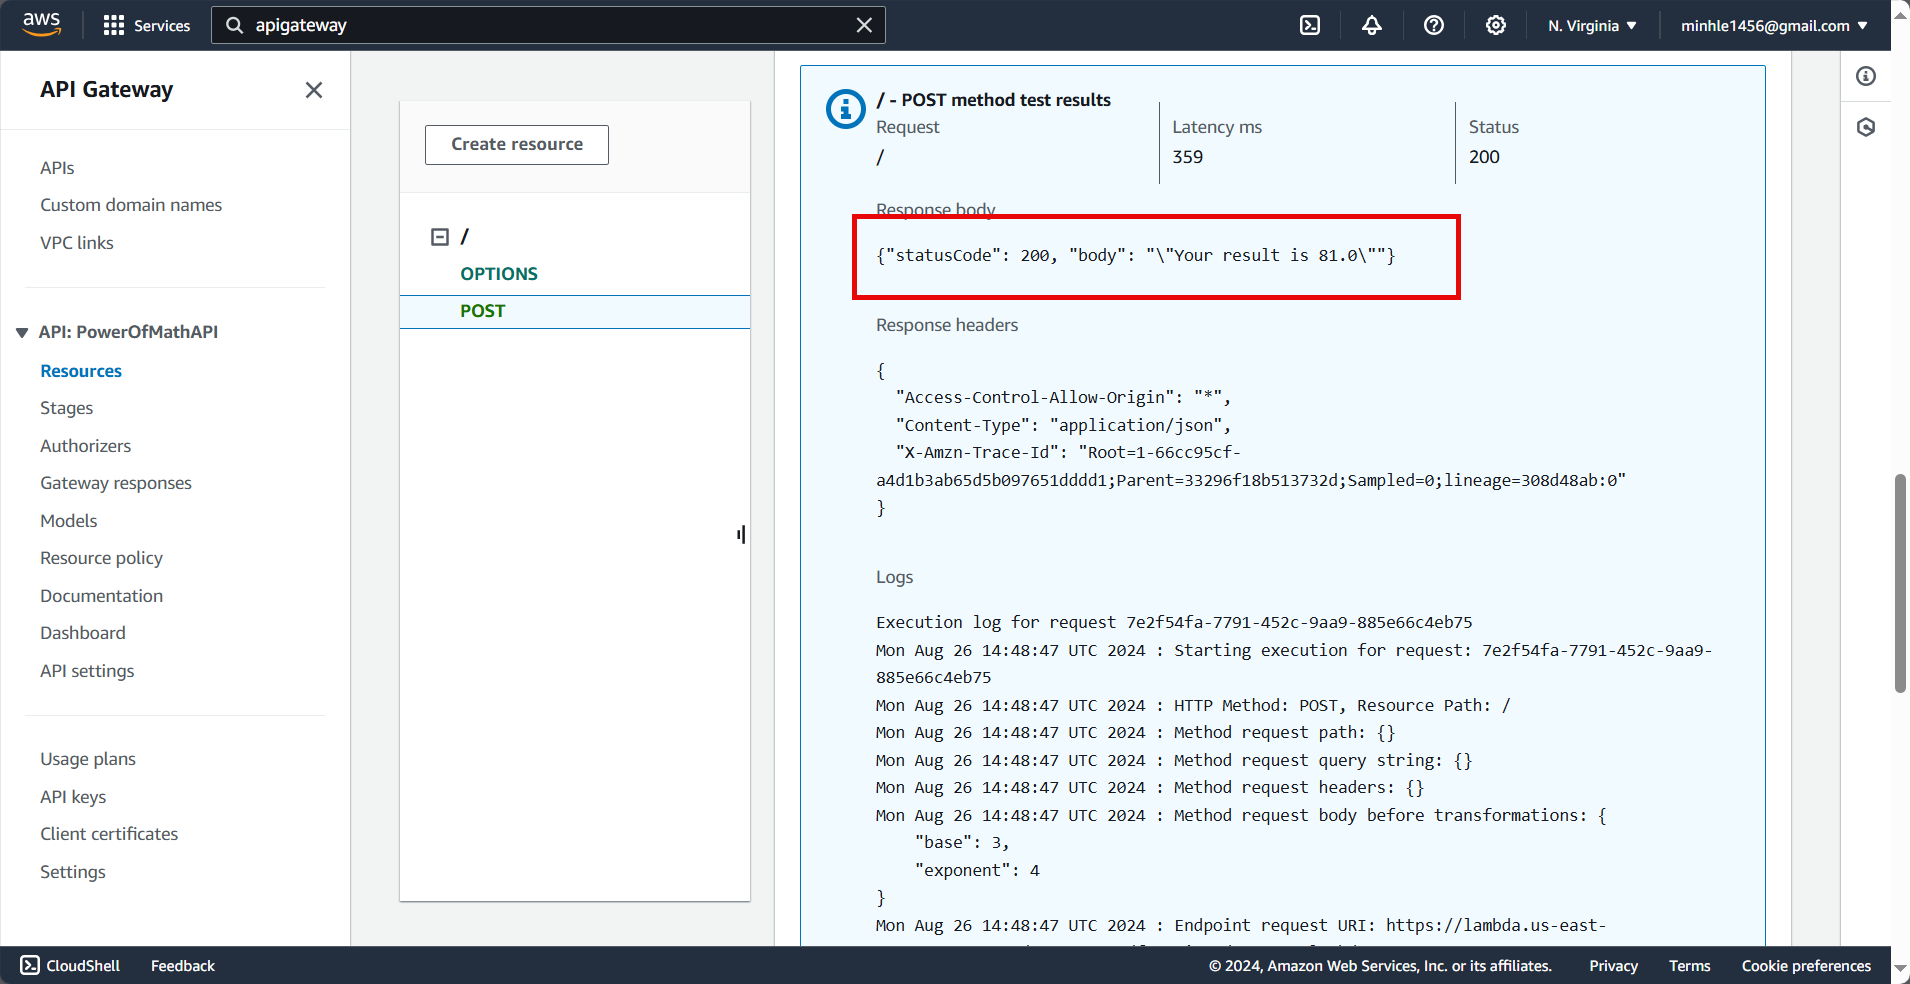 aws
Services
apigateway
N. Virginia
minhle1456@gmail.com
API Gateway
APIs
Custom domain names
VPC links
API: PowerOfMathAPI
Resources
Stages
Authorizers
Gateway responses
Models
Resource policy
Documentation
Dashboard
API settings
Usage plans
API keys
Client certificates
Settings
Create resource
/
OPTIONS
POST
/ - POST method test results
Request
/
Latency ms
359
Status
200
Response body
{"statusCode": 200, "body": "\"Your result is 81.0\""}
Response headers
{
"Access-Control-Allow-Origin": "*",
"Content-Type": "application/json",
"X-Amzn-Trace-Id": "Root=1-66cc95cf-
a4d1b3ab65d5b097651dddd1;Parent=33296f18b513732d;Sampled=0;lineage=308d48ab:0"
}
Logs
Execution log for request 7e2f54fa-7791-452c-9aa9-885e66c4eb75
Mon Aug 26 14:48:47 UTC 2024 : Starting execution for request: 7e2f54fa-7791-452c-9aa9-
885e66c4eb75
Mon Aug 26 14:48:47 UTC 2024 : HTTP Method: POST, Resource Path: /
Mon Aug 26 14:48:47 UTC 2024 : Method request path: {}
Mon Aug 26 14:48:47 UTC 2024 : Method request query string: {}
Mon Aug 26 14:48:47 UTC 2024 : Method request headers: {}
Mon Aug 26 14:48:47 UTC 2024 : Method request body before transformations: {
"base": 3,
"exponent": 4
}
Mon Aug 26 14:48:47 UTC 2024 : Endpoint request URI: https://lambda.us-east-
CloudShell
Feedback
© 2024, Amazon Web Services, Inc. or its affiliates.
Privacy
Terms
Cookie preferences